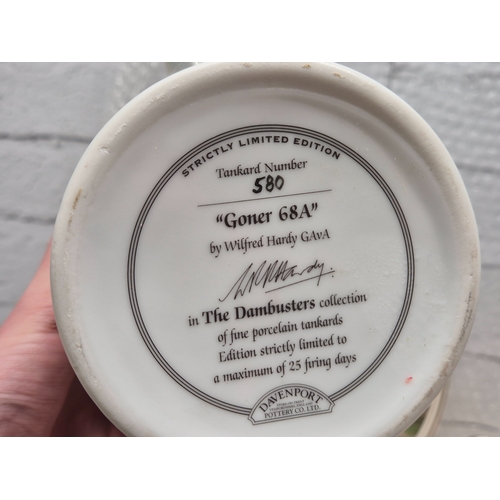 STRICTLY LIMITED EDITION
Tankard Number
580
"Goner 68A"
by Wilfred Hardy GAvA
in The Dambusters collection
of fine porcelain tankards
Edition strictly limited to
a maximum of 25 firing days
DAVENPORT
POTTERY CO. LTD.